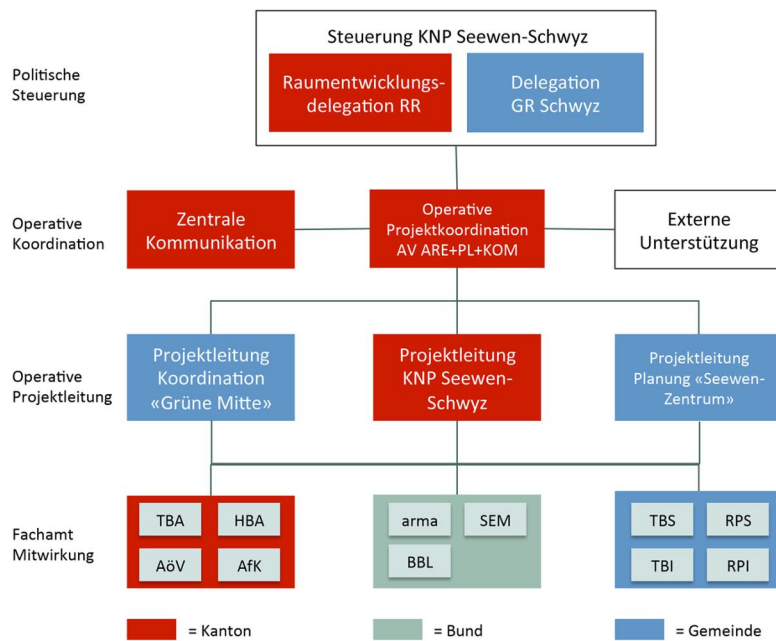 Steuerung KNP Seewen-Schwyz
Politische
Steuerung
Raumentwicklungs-
delegation RR
Delegation
GR Schwyz
Operative
Koordination
Zentrale
Kommunikation
Operative
Projektkoordination
AV ARE+PL+KOM
Externe
Unterstützung
Operative
Projektleitung
Projektleitung
Koordination
«Grüne Mitte»
Projektleitung
KNP Seewen-
Schwyz
Projektleitung
Planung «Seewen-
Zentrum»
Fachamt
Mitwirkung
TBA
HBA
AöV
AfK
arma
SEM
BBL
TBS
RPS
TBI
RPI
= Kanton
= Bund
= Gemeinde